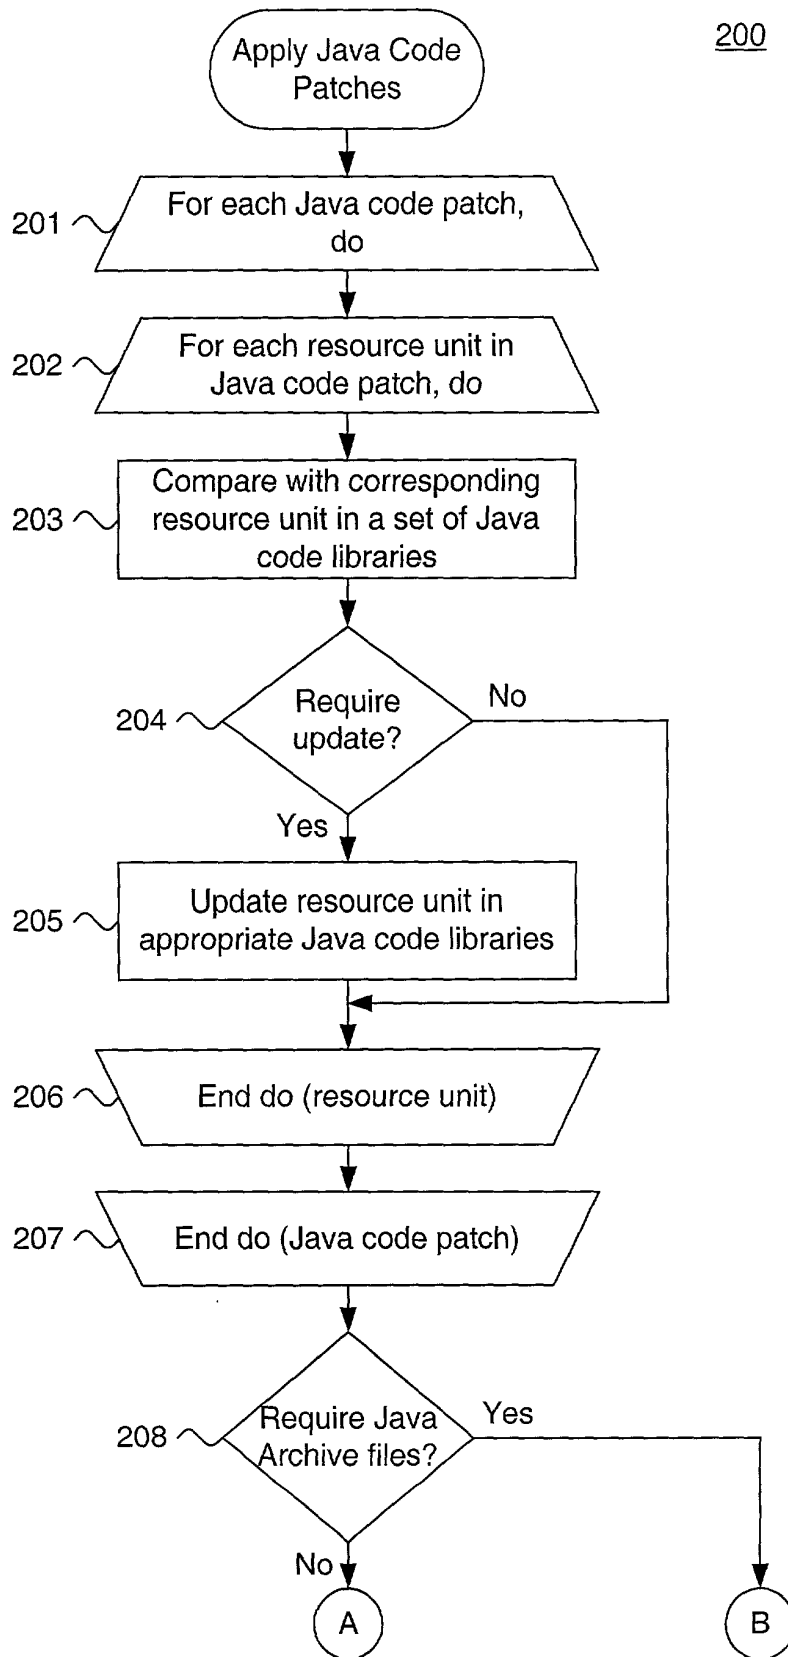 200
Apply Java Code
Patches
201
For each Java code patch,
do
202
For each resource unit in
Java code patch, do
203
Compare with corresponding
resource unit in a set of Java
code libraries
204
Require
update?
No
Yes
205
Update resource unit in
appropriate Java code libraries
206
End do (resource unit)
207
End do (Java code patch)
208
Require Java
Archive files?
Yes
No
A
B